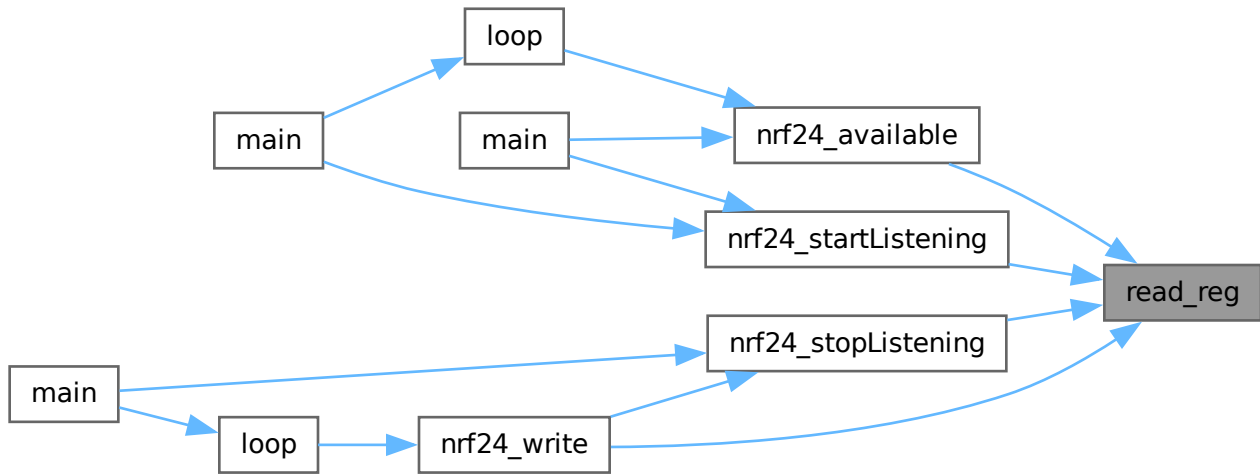 loop
main
main
nrf24_available
nrf24_startListening
read_reg
nrf24_stopListening
main
loop
nrf24_write